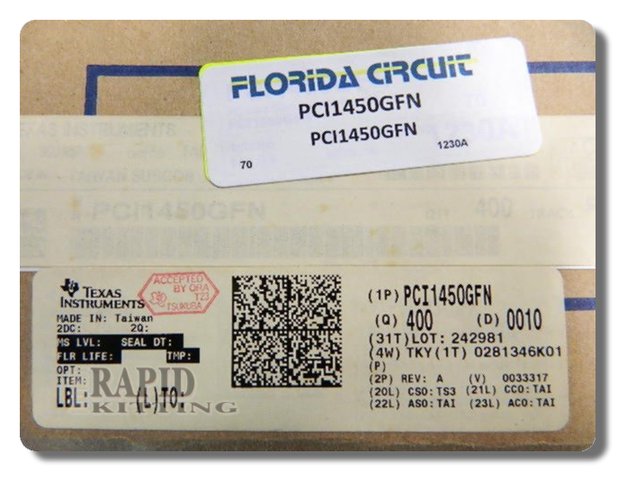 FLORIDA CIRCUIT
PCI1450GFN
PCI1450GFN
70
1230A
INSTRUMENTS
TAIWAN
PCI1450GFN
400
TEXAS
INSTRUMENTS
ACCEPTED
BY QRA
TZ3
TSUKUBA
MADE IN: Taiwan
2DC: 2Q:
MS LVL: SEAL DT:
FLR LIFE: TMP:
OPT:
ITEM:
LBL: (L)TO:
RAPID
KITTING
(1P) PCI1450GFN
(Q) 400 (D) 0010
(31T)LOT: 242981
(4W) TKY(1T) 0281346K01
(P)
(2P) REV: A (V) 0033317
(20L) CSO:TS3 (21L) CCO:TAI
(22L) ASO:TAI (23L) ACO:TAI